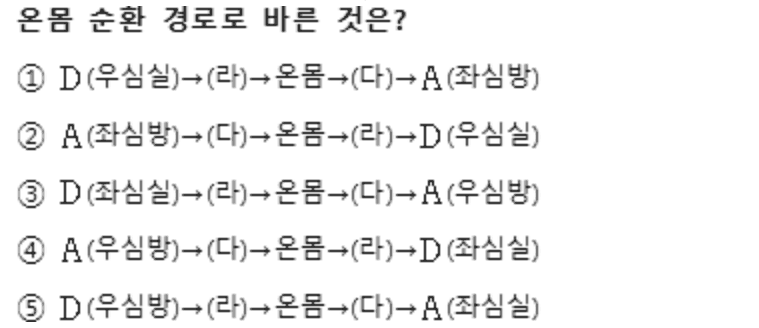 온몸 순환 경로로 바른 것은?
① D(우심실)→(라)→온몸→(다)→A(좌심방)
② A(좌심방)→(다)→온몸→(라)→D(우심실)
③ D(좌심실)→(라)→온몸→(다)→A(우심방)
④ A(우심방)→(다)→온몸→(라)→D(좌심실)
⑤ D(우심방)→(라)→온몸→(다)→A(좌심실)